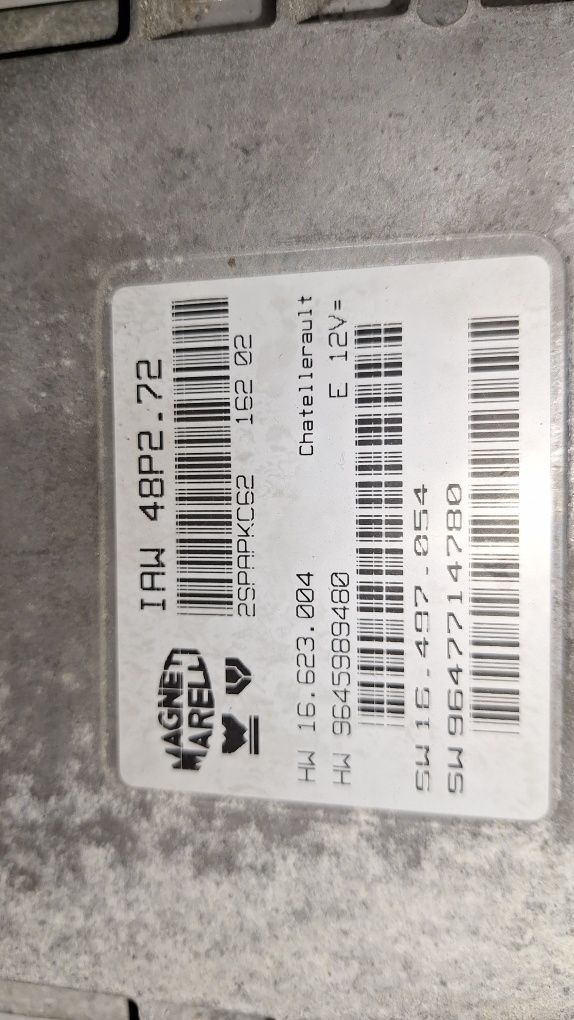 MAGNETI
MARELLI
IAW 48P2.72
2SPAPKC62 162 02
HW 16.623.004 Chatellerault
HW 9645989480 E 12V=
SW 16.497.054
SW 9647714780